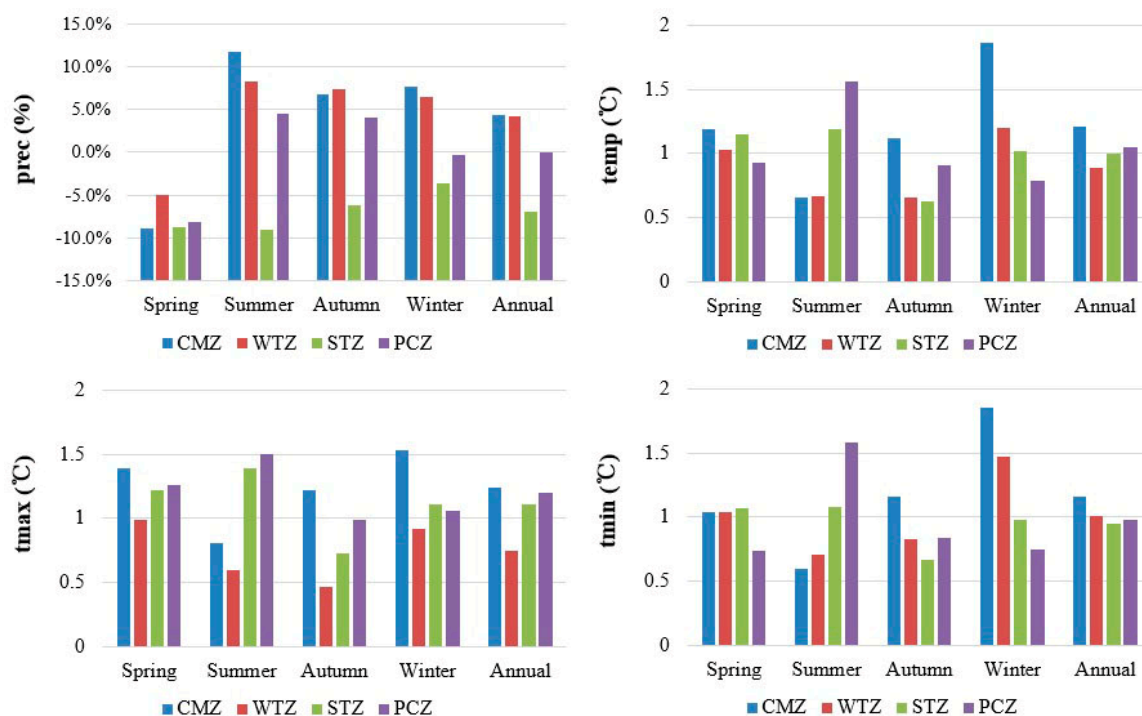 prec (%)
15.0%
10.0%
5.0%
0.0%
-5.0%
-10.0%
-15.0%
Spring Summer Autumn Winter Annual
CMZ WTZ STZ PCZ
temp (℃)
2
1.5
1
0.5
0
Spring Summer Autumn Winter Annual
CMZ WTZ STZ PCZ
tmax (℃)
2
1.5
1
0.5
0
Spring Summer Autumn Winter Annual
CMZ WTZ STZ PCZ
tmin (℃)
2
1.5
1
0.5
0
Spring Summer Autumn Winter Annual
CMZ WTZ STZ PCZ